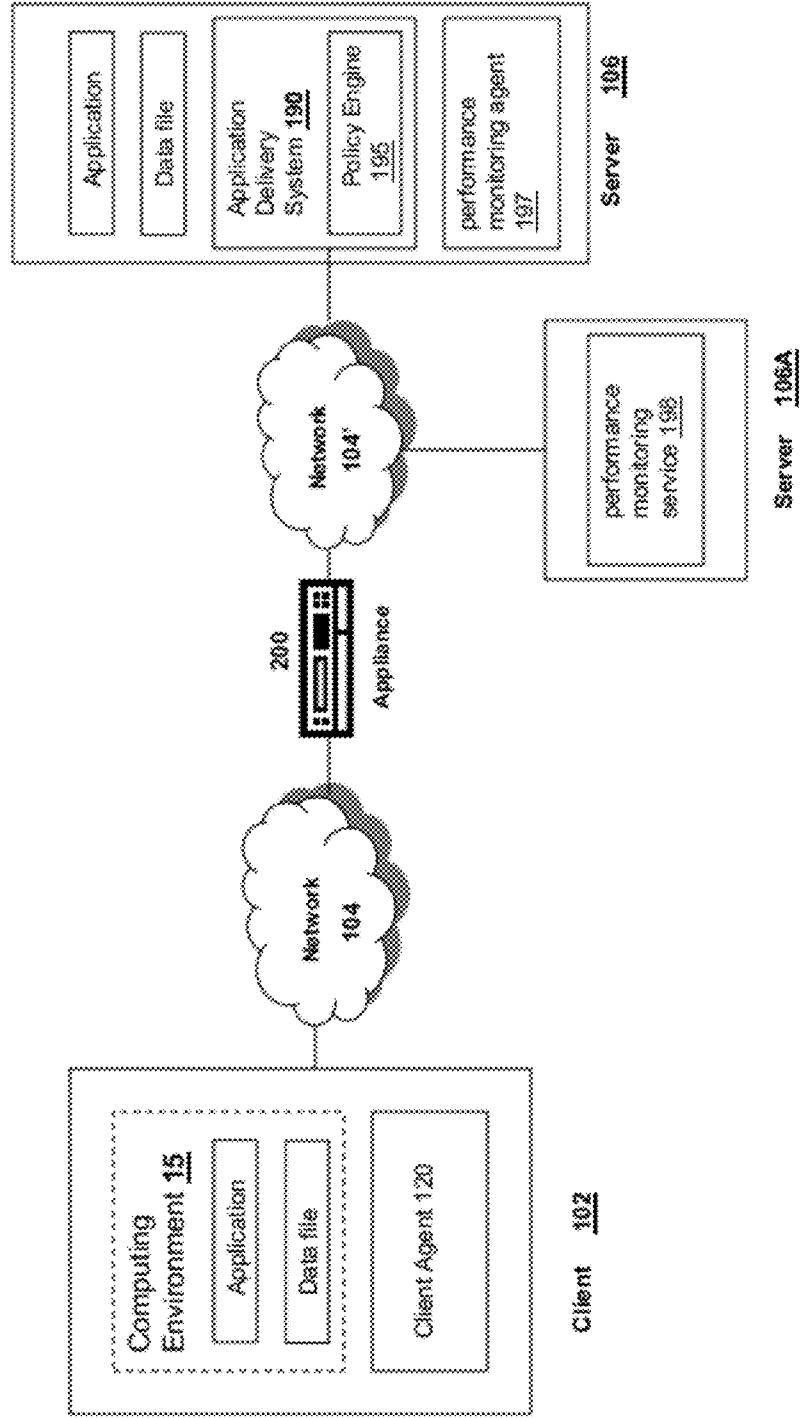 Computing
Environment 15
Application
Data file
Client Agent 120
Client 102
Network
104
200
Appliance
Network
104'
performance
monitoring
service 198
Server 106A
Application
Data file
Application
Delivery
System 190
Policy Engine
195
performance
monitoring agent
197
Server 106